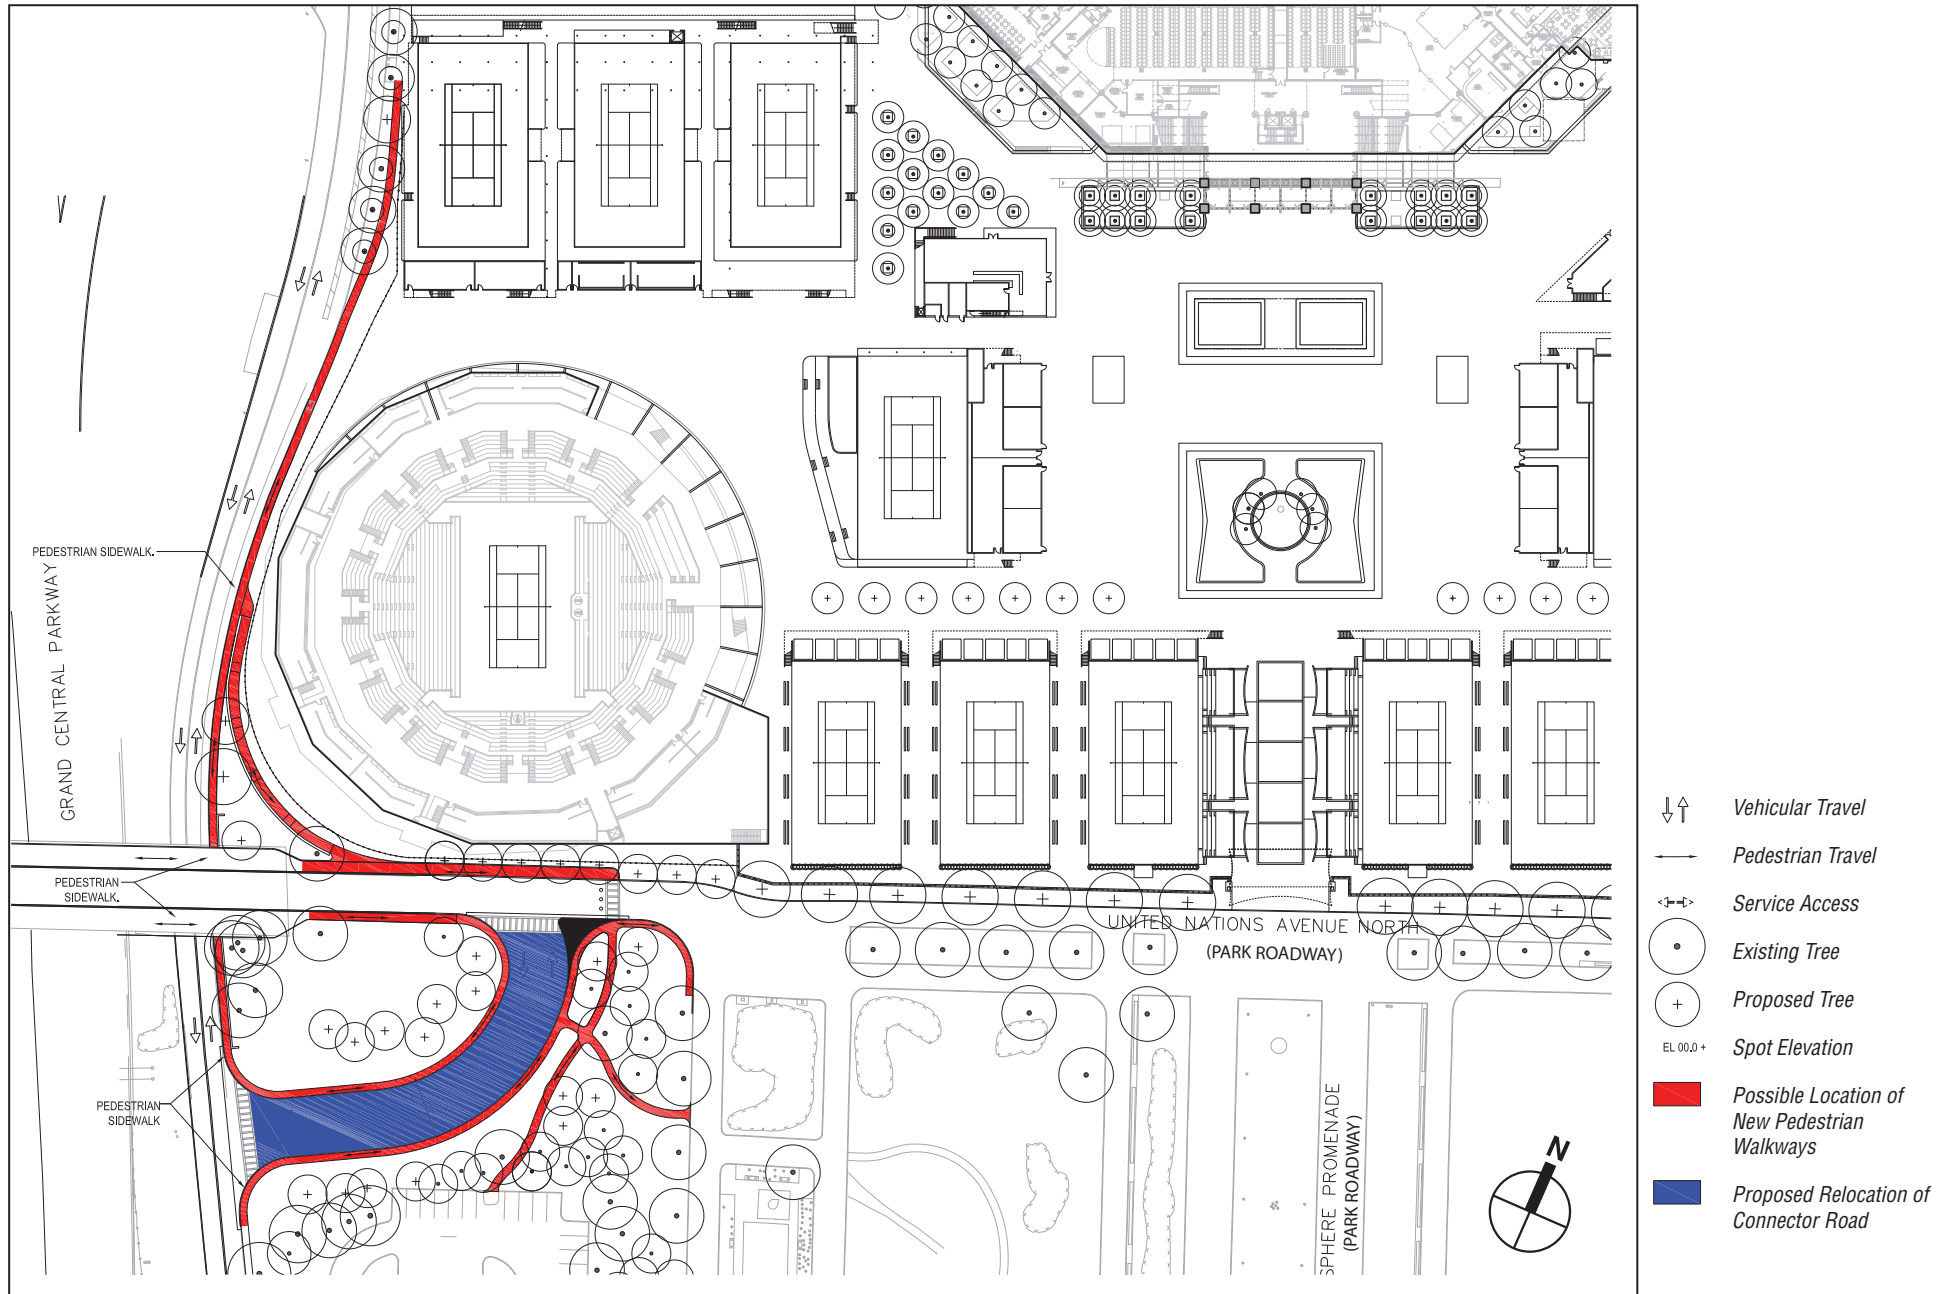 PEDESTRIAN SIDEWALK.
GRAND CENTRAL PARKWAY
PEDESTRIAN
SIDEWALK.
PEDESTRIAN
SIDEWALK
UNITED NATIONS AVENUE NORTH
(PARK ROADWAY)
SPHERE PROMENADE
(PARK ROADWAY)
N
Vehicular Travel
Pedestrian Travel
Service Access
Existing Tree
Proposed Tree
EL 00.0 +
Spot Elevation
Possible Location of
New Pedestrian
Walkways
Proposed Relocation of
Connector Road